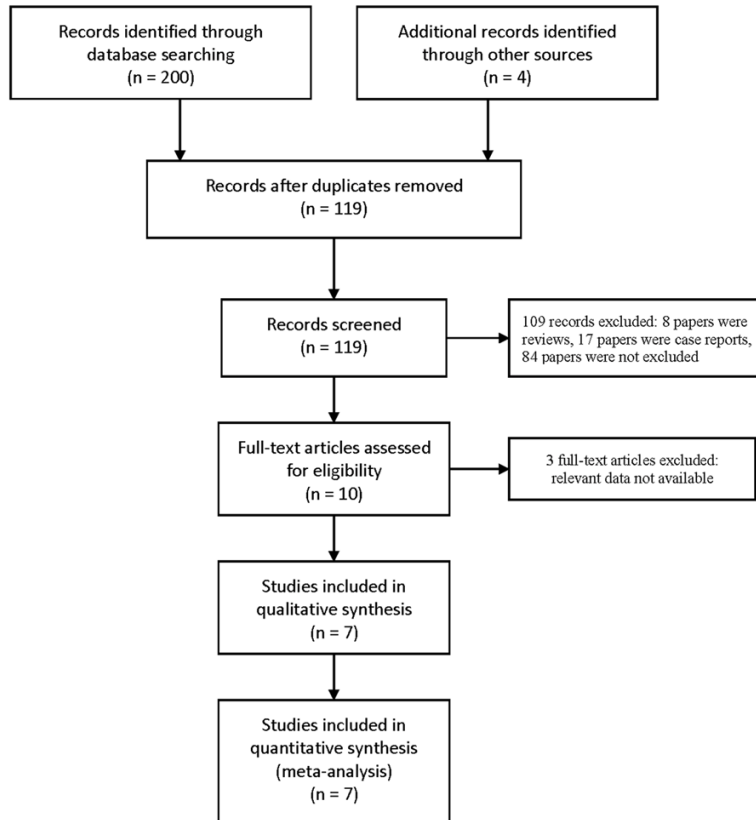 Records identified through
database searching
(n = 200)
Additional records identified
through other sources
(n = 4)
Records after duplicates removed
(n = 119)
Records screened
(n = 119)
109 records excluded: 8 papers were
reviews, 17 papers were case reports,
84 papers were not excluded
Full-text articles assessed
for eligibility
(n = 10)
3 full-text articles excluded:
relevant data not available
Studies included in
qualitative synthesis
(n = 7)
Studies included in
quantitative synthesis
(meta-analysis)
(n = 7)